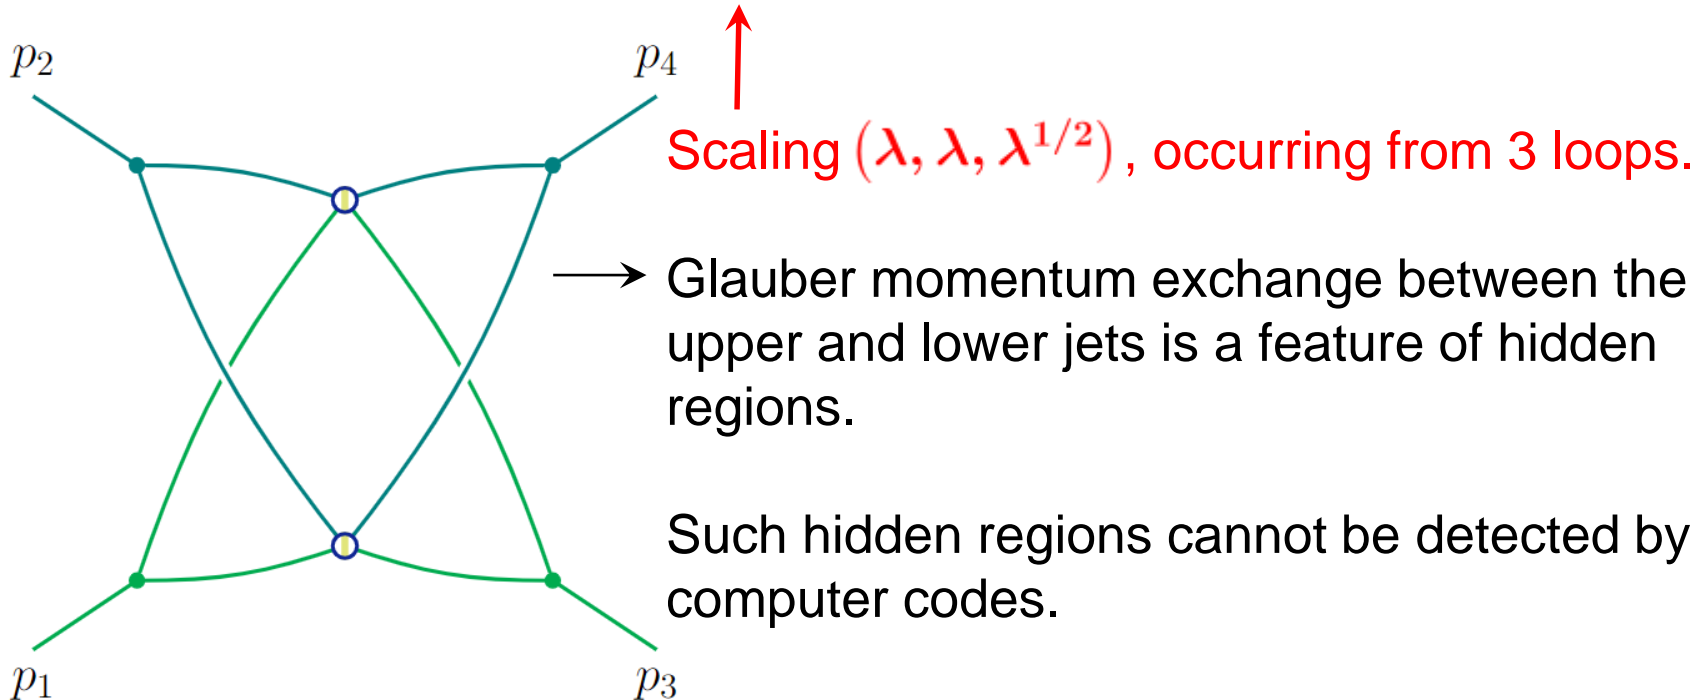 p₂
p₄
Scaling (λ, λ, λ^{1/2}), occurring from 3 loops.
Glauber momentum exchange between the
upper and lower jets is a feature of hidden
regions.
Such hidden regions cannot be detected by
computer codes.
p₁
p₃